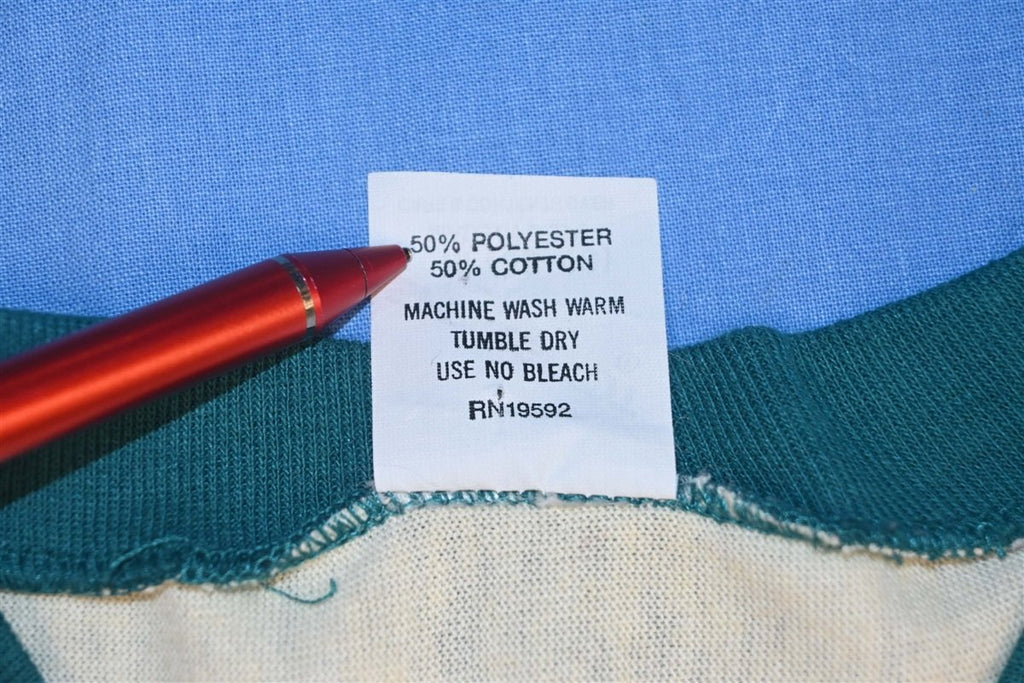 50% POLYESTER
50% COTTON
MACHINE WASH WARM
TUMBLE DRY
USE NO BLEACH
RN19592